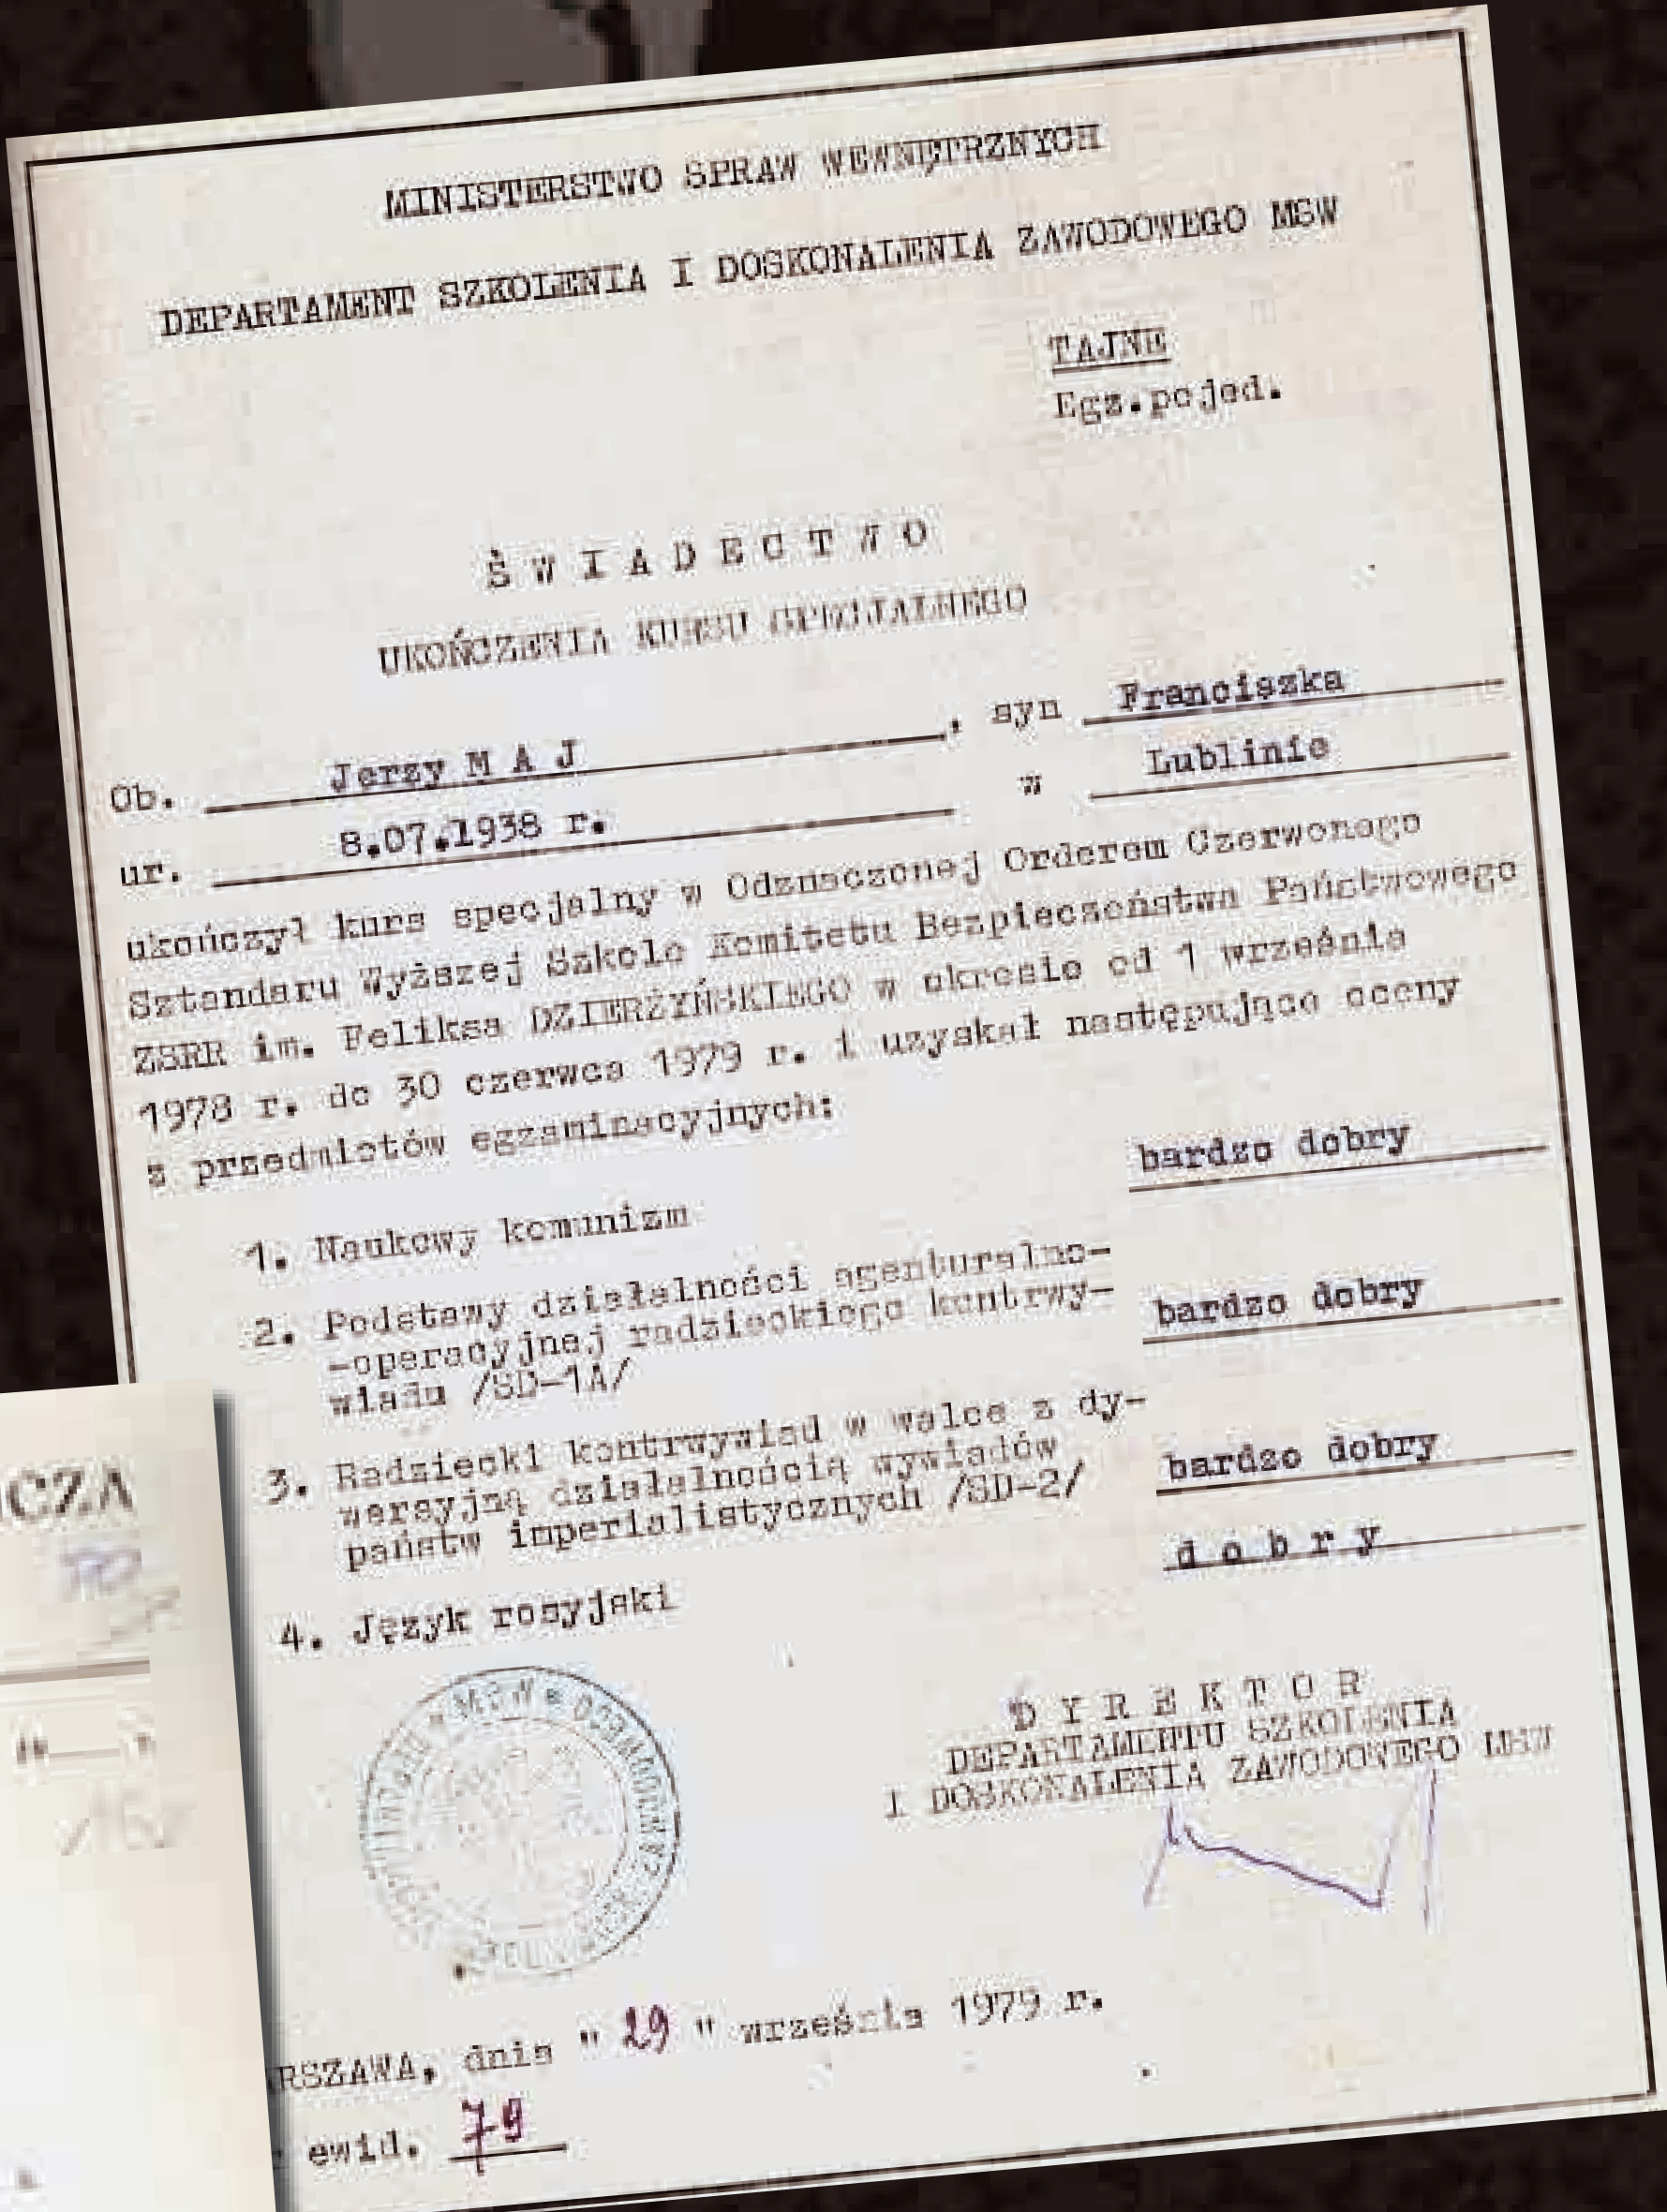 MINISTERSTWO SPRAW WEWNĘTRZNYCH
DEPARTAMENT SZKOLENIA I DOSKONALENIA ZAWODOWEGO MSW
TAJNE
Egz.pojed.
Ś W I A D E C T W O
UKOŃCZENIA KURSU SPECJALNEGO
Ob. Jerzy M A J , syn Franciszka
ur. 8.07.1938 r. w Lublinie
ukończył kurs specjalny w Odznaczonej Orderem Czerwonego
Sztandaru Wyższej Szkole Komitetu Bezpieczeństwa Państwowego
ZSRR im. Feliksa DZIERŻYŃSKIEGO w okresie od 1 września
1978 r. do 30 czerwca 1979 r. i uzyskał następujące oceny
z przedmiotów egzaminacyjnych:
1. Naukowy komunizm bardzo dobry
2. Podstawy działalności agenturalno-
-operacyjnej radzieckiego kontrwy-
wiadu /SD-1A/ bardzo dobry
3. Radziecki kontrwywiad w walce z dy-
wersyjną działalnością wywiadów
państw imperialistycznych /SD-2/ bardzo dobry
4. Język rosyjski d o b r y
MSW
D Y R E K T O R
DEPARTAMENTU SZKOLENIA
I DOSKONALENIA ZAWODOWEGO MSW
RSZAWA, dnia "29" września 1979 r.
ewid. 79
CZA